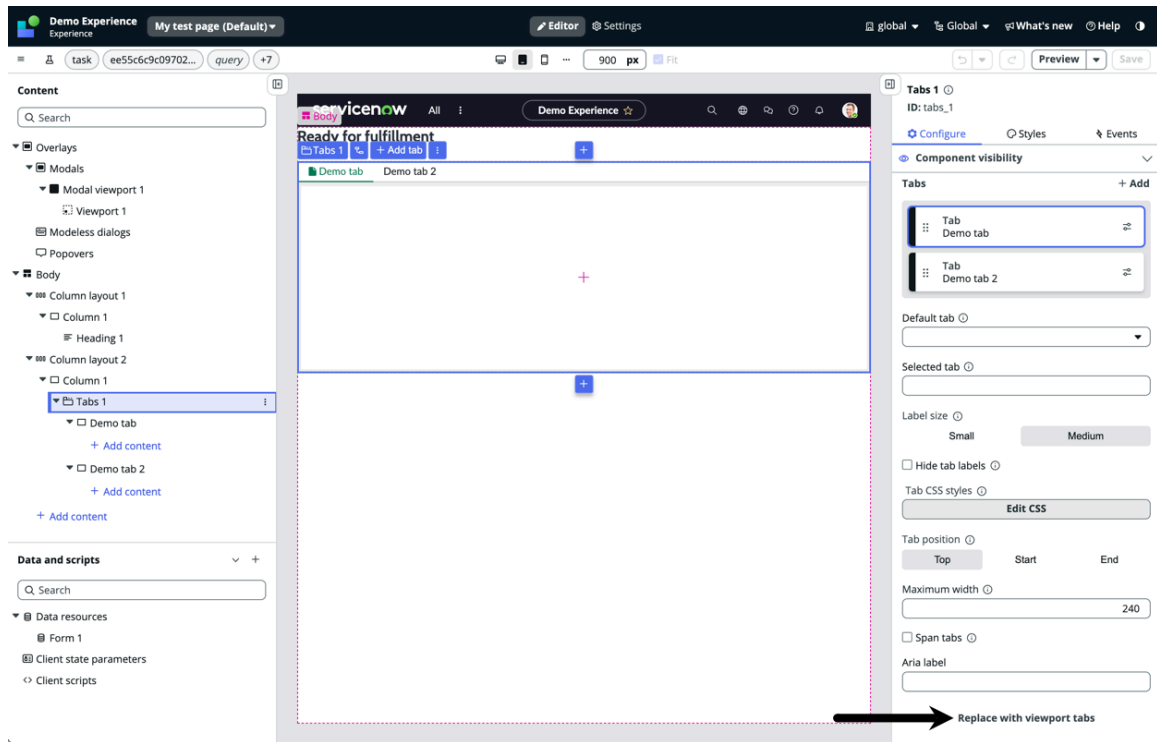 Demo Experience
Experience
My test page (Default)
Editor
Settings
global
Global
What's new
Help
task
ee55c6c9c09702...
query
+7
900 px
Fit
Preview
Save
Content
Search
Overlays
Modals
Modal viewport 1
Viewport 1
Modeless dialogs
Popovers
Body
Column layout 1
Column 1
Heading 1
Column layout 2
Column 1
Tabs 1
Demo tab
+ Add content
Demo tab 2
+ Add content
+ Add content
Data and scripts
Search
Data resources
Form 1
Client state parameters
Client scripts
servicenow
All
Demo Experience
Body
Ready for fulfillment
Tabs 1
+ Add tab
Demo tab
Demo tab 2
Tabs 1
ID: tabs_1
Configure
Styles
Events
Component visibility
Tabs
+ Add
Tab
Demo tab
Tab
Demo tab 2
Default tab
Selected tab
Label size
Small
Medium
Hide tab labels
Tab CSS styles
Edit CSS
Tab position
Top
Start
End
Maximum width
240
Span tabs
Aria label
Replace with viewport tabs